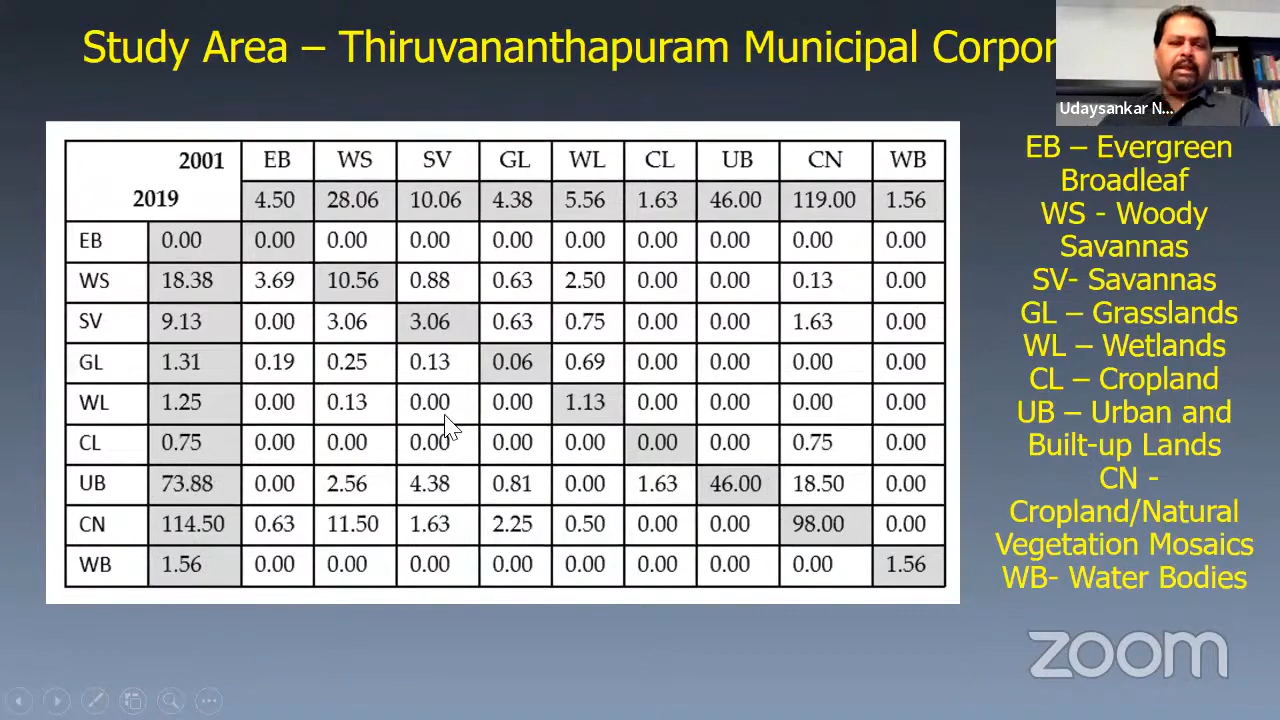 Study Area – Thiruvananthapuram Municipal Corpor
Udaysankar N...
2001 EB WS SV GL WL CL UB CN WB
2019 4.50 28.06 10.06 4.38 5.56 1.63 46.00 119.00 1.56
EB 0.00 0.00 0.00 0.00 0.00 0.00 0.00 0.00 0.00 0.00
WS 18.38 3.69 10.56 0.88 0.63 2.50 0.00 0.00 0.13 0.00
SV 9.13 0.00 3.06 3.06 0.63 0.75 0.00 0.00 1.63 0.00
GL 1.31 0.19 0.25 0.13 0.06 0.69 0.00 0.00 0.00 0.00
WL 1.25 0.00 0.13 0.00 0.00 1.13 0.00 0.00 0.00 0.00
CL 0.75 0.00 0.00 0.00 0.00 0.00 0.00 0.00 0.75 0.00
UB 73.88 0.00 2.56 4.38 0.81 0.00 1.63 46.00 18.50 0.00
CN 114.50 0.63 11.50 1.63 2.25 0.50 0.00 0.00 98.00 0.00
WB 1.56 0.00 0.00 0.00 0.00 0.00 0.00 0.00 0.00 1.56
EB – Evergreen
Broadleaf
WS - Woody
Savannas
SV- Savannas
GL – Grasslands
WL – Wetlands
CL – Cropland
UB – Urban and
Built-up Lands
CN -
Cropland/Natural
Vegetation Mosaics
WB- Water Bodies
zoom